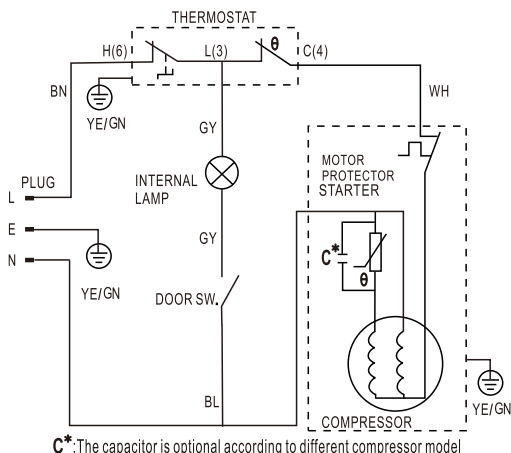 THERMOSTAT
H(6)
L(3)
θ
C(4)
BN
YE/GN
WH
GY
MOTOR
PROTECTOR
STARTER
PLUG
INTERNAL
LAMP
L
E
N
GY
C*
θ
YE/GN
DOOR SW.
BL
COMPRESSOR
YE/GN
C*:The capacitor is optional according to different compressor model